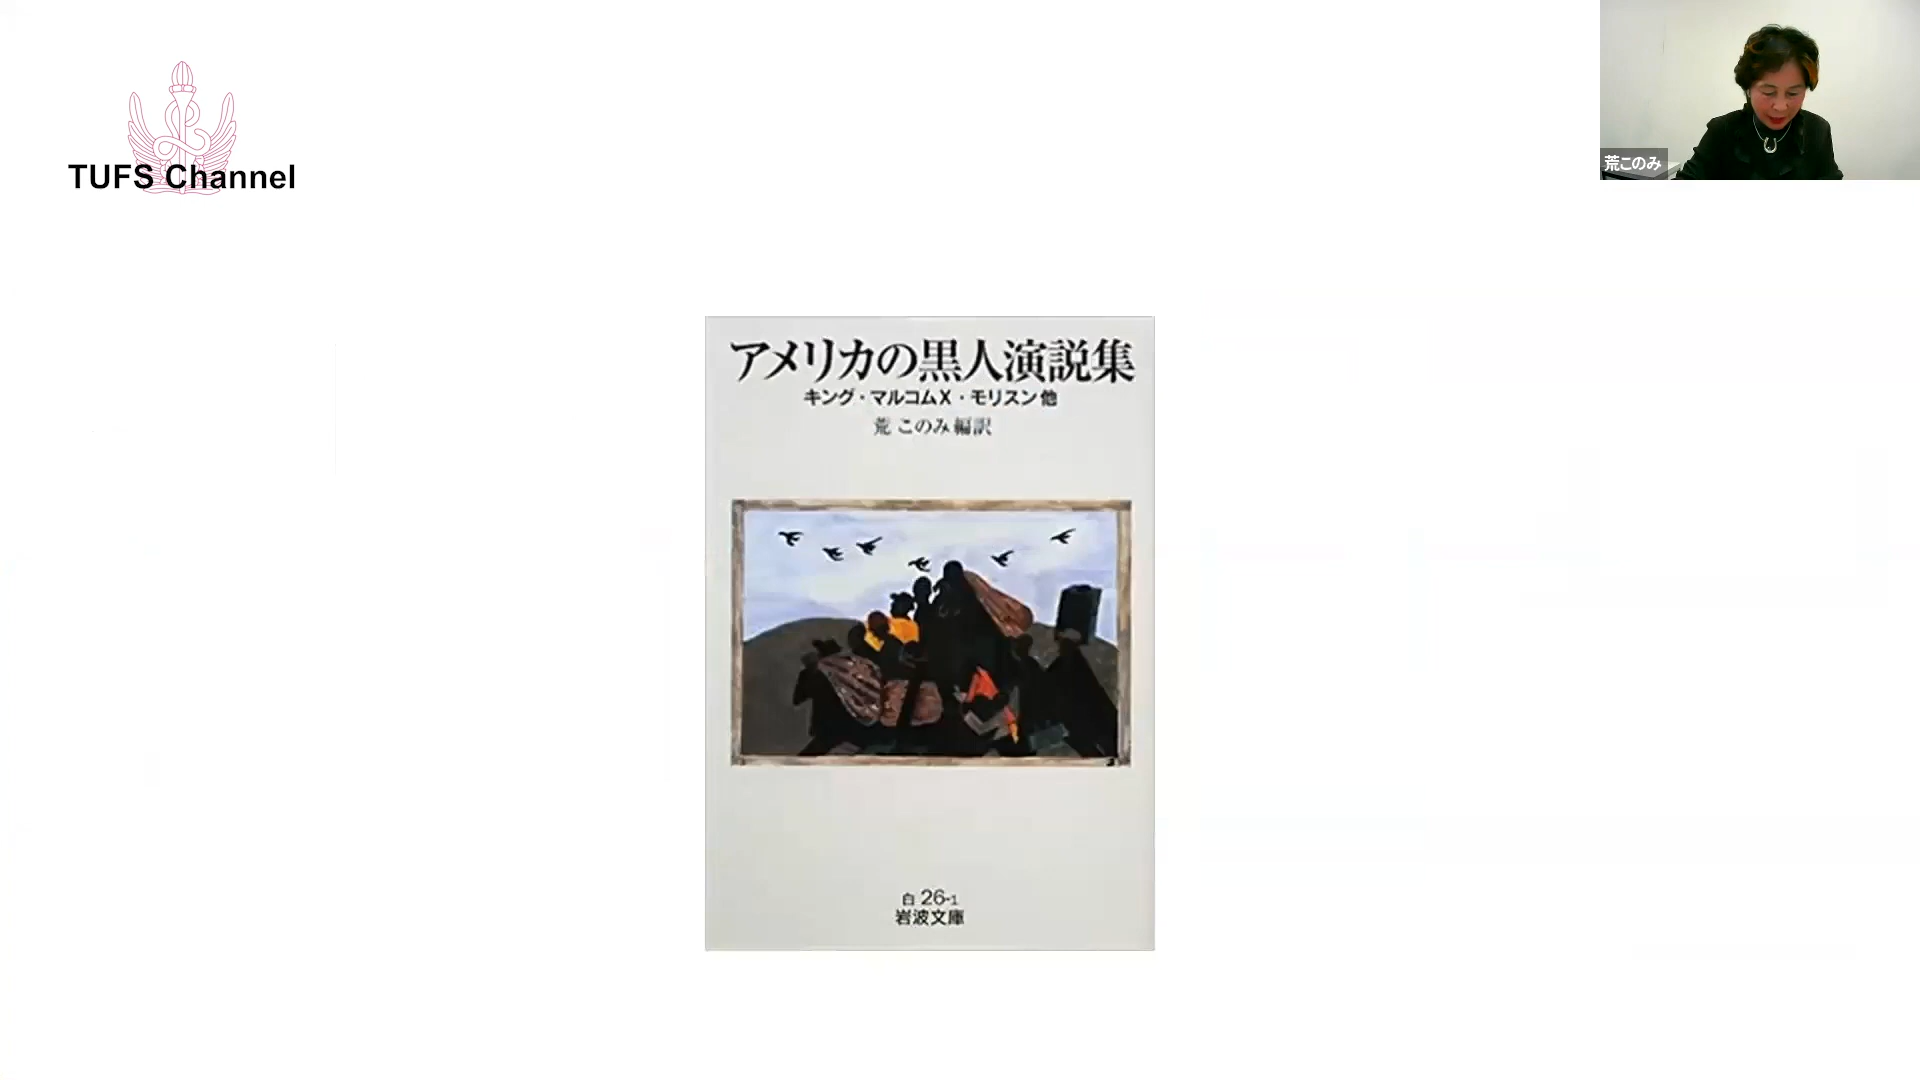 TUFS Channel
荒このみ
アメリカの黒人演説集
キング・マルコムX・モリスン他
荒 このみ 編訳
白 26-1
岩波文庫